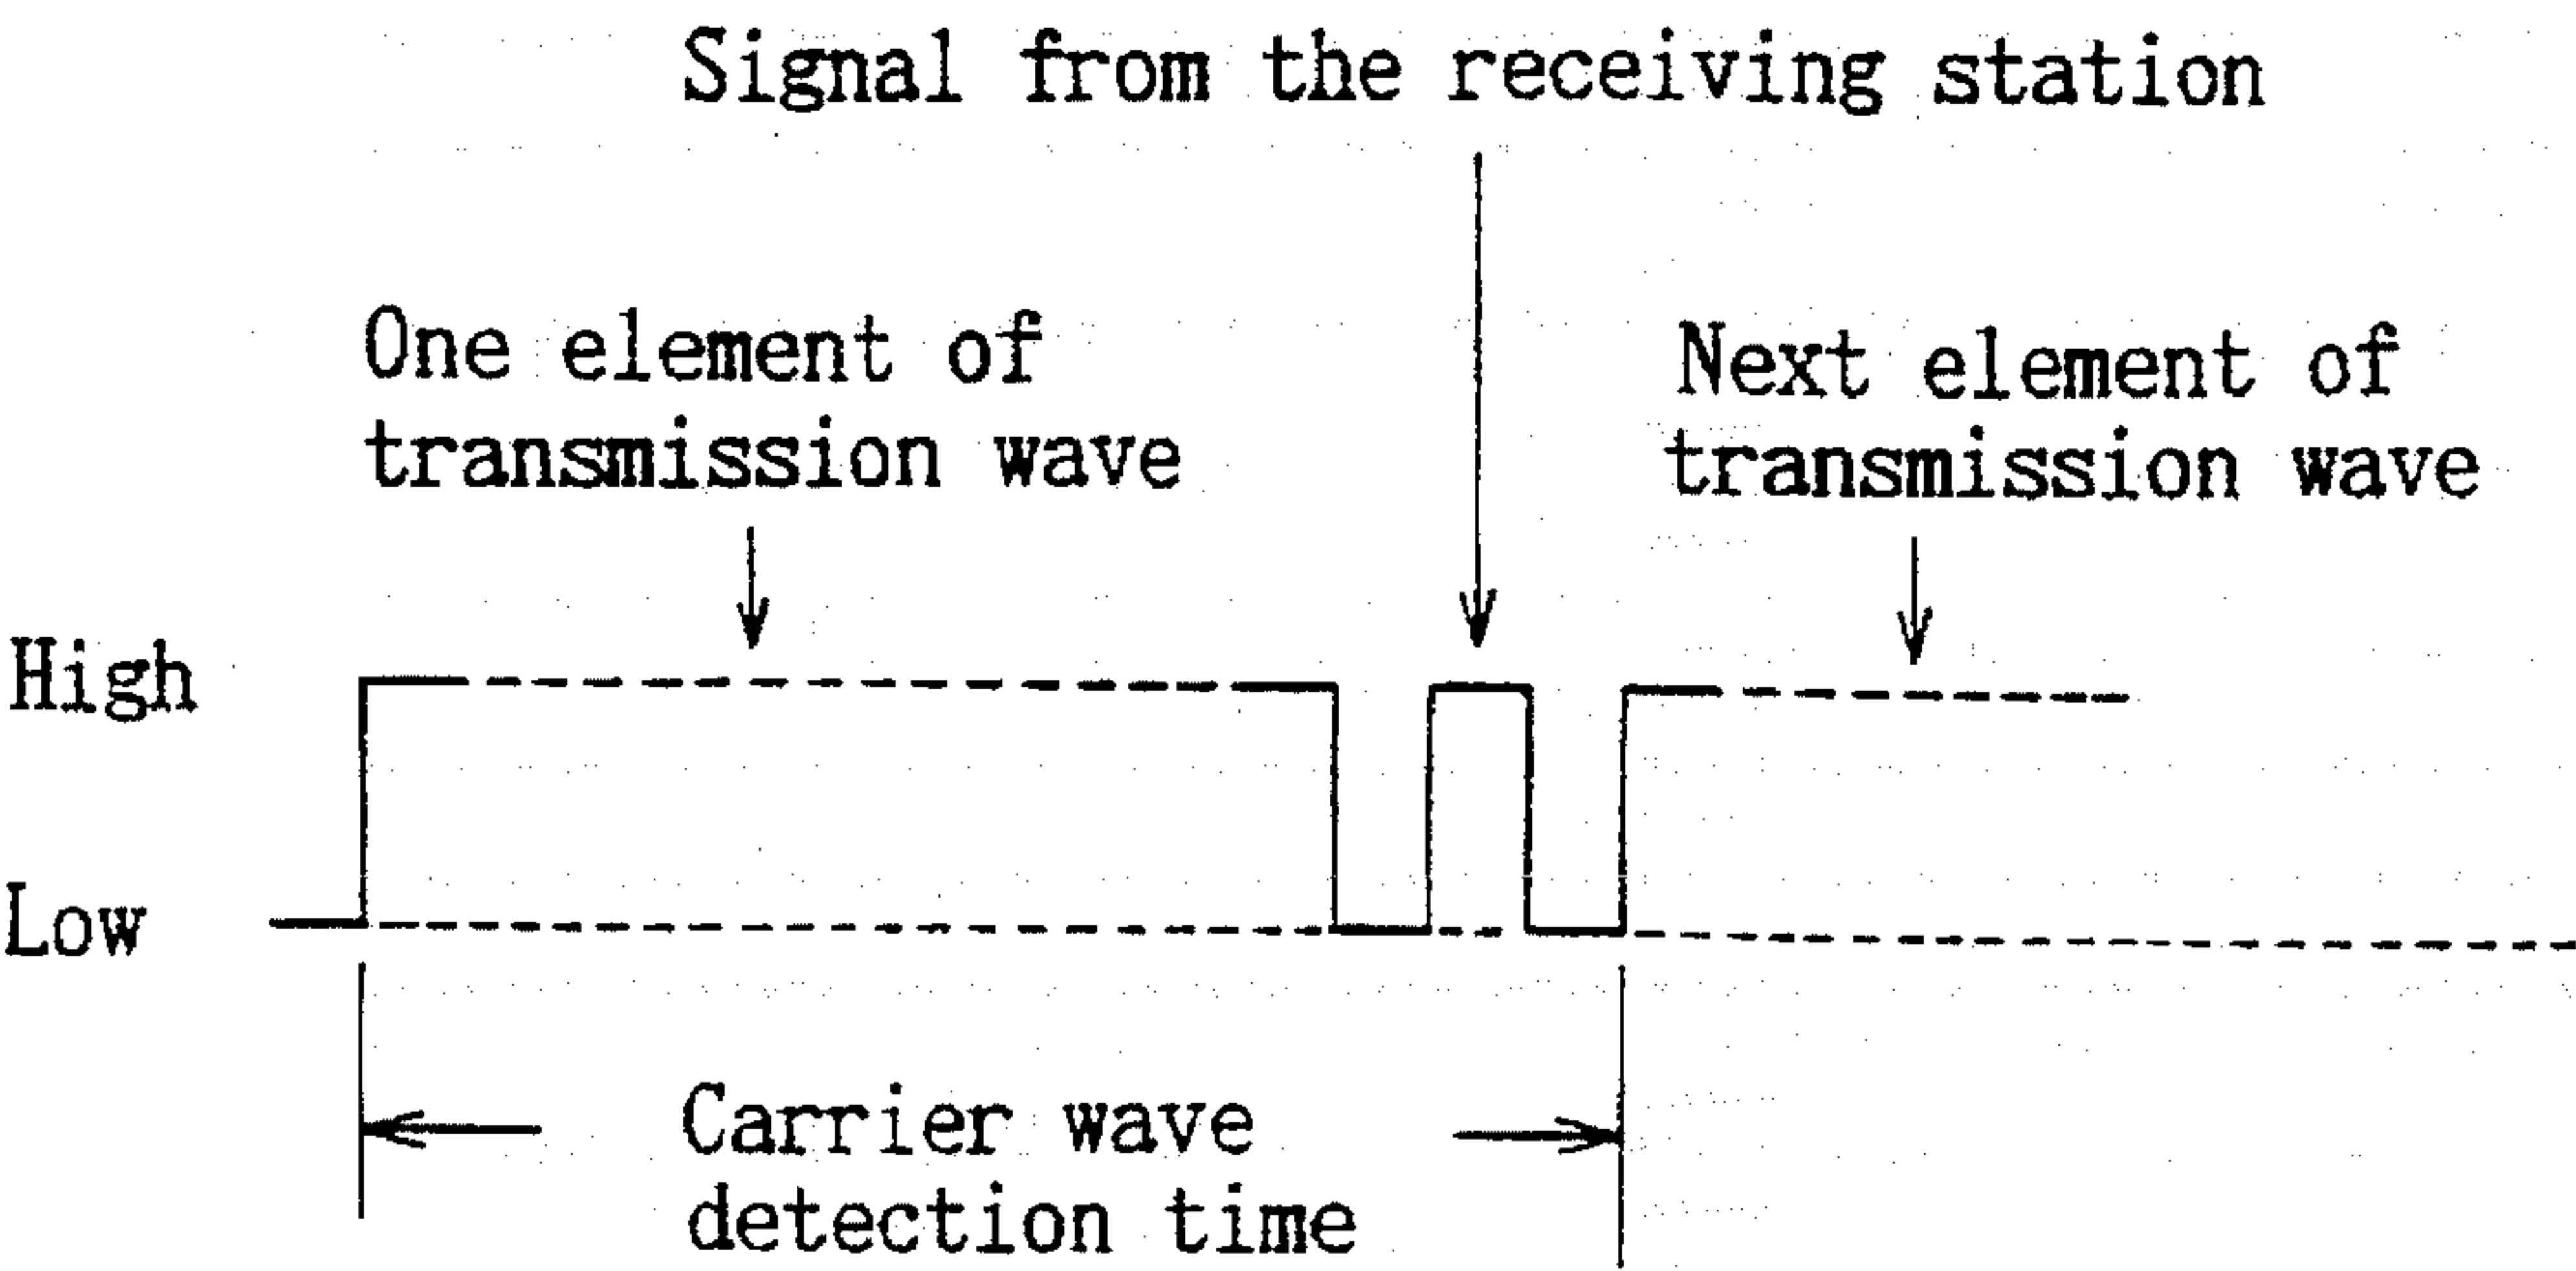 Signal from the receiving station
One element of
transmission wave
Next element of
transmission wave
High
Low
Carrier wave
detection time